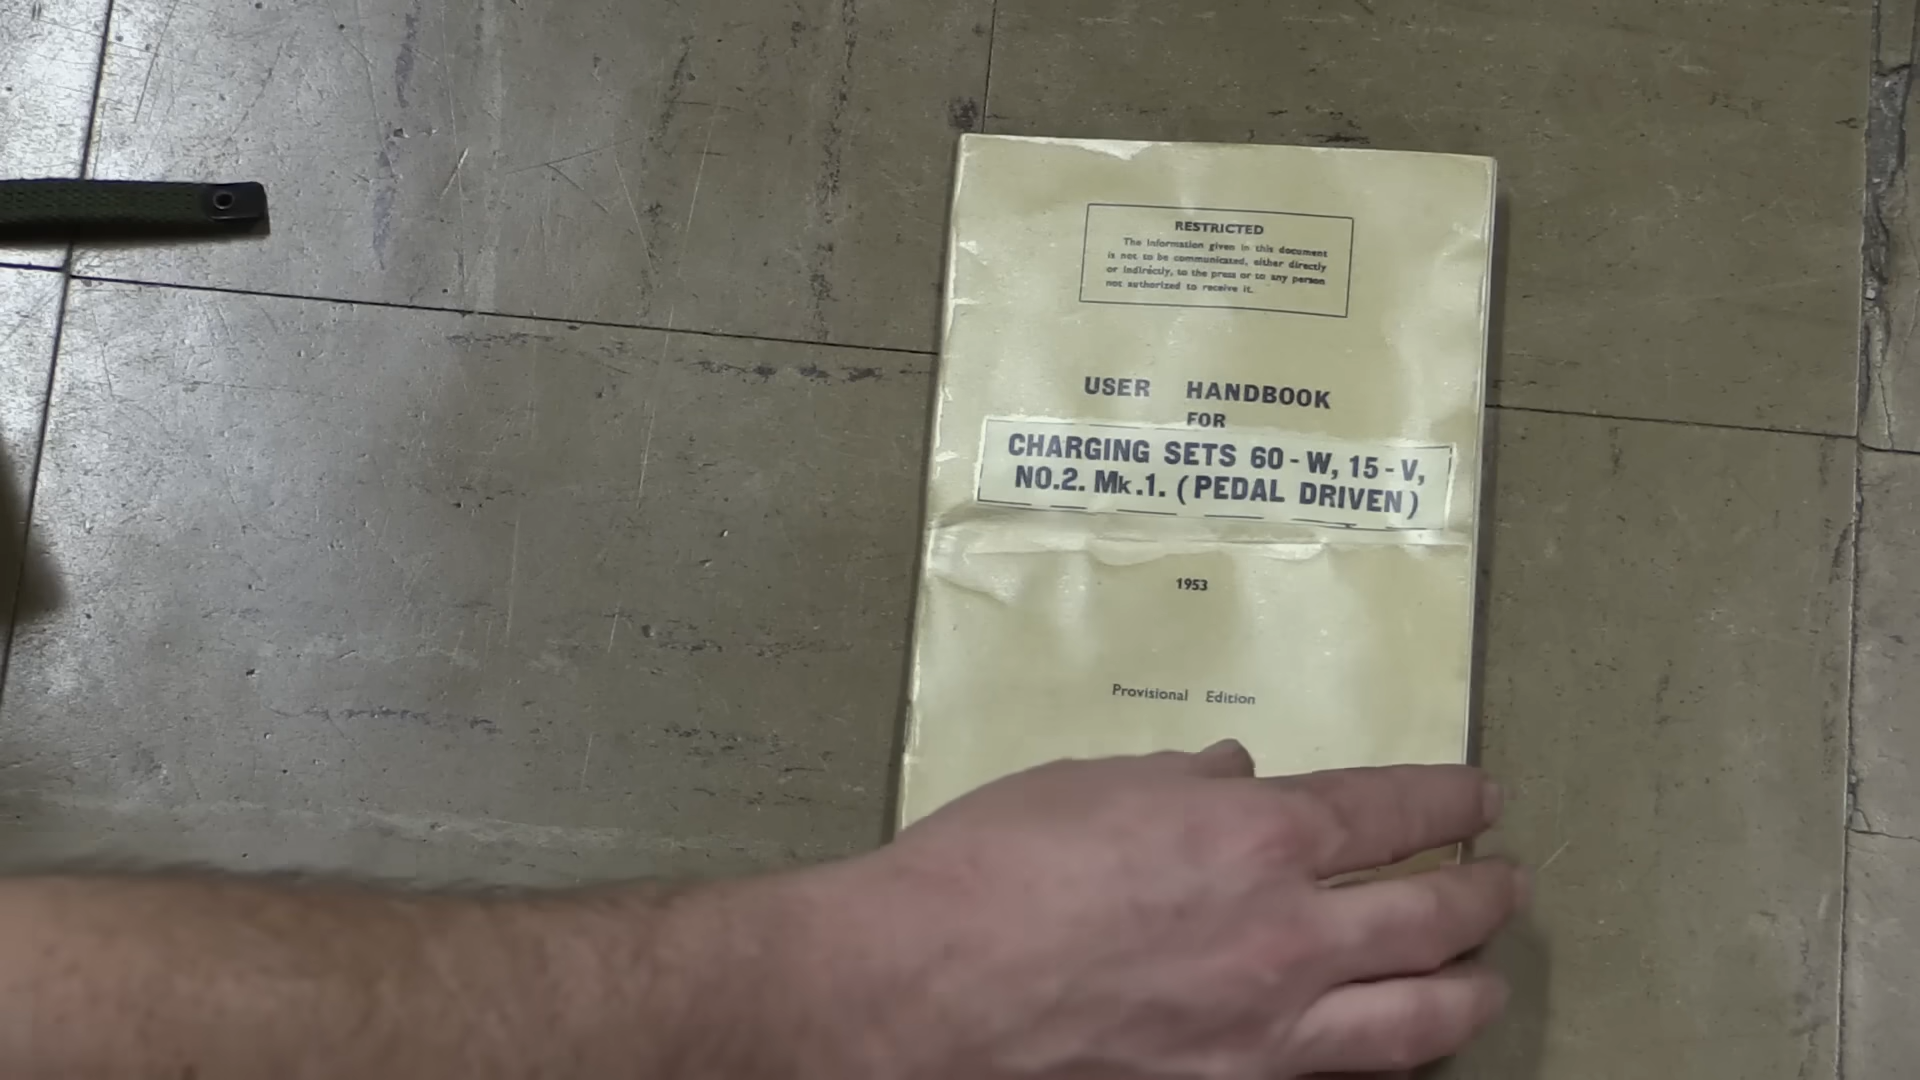 RESTRICTED
The information given in this document
is not to be communicated, either directly
or indirectly, to the press or to any person
not authorized to receive it.
USER HANDBOOK
FOR
CHARGING SETS 60-W, 15-V,
NO.2. Mk.1. (PEDAL DRIVEN)
1953
Provisional Edition